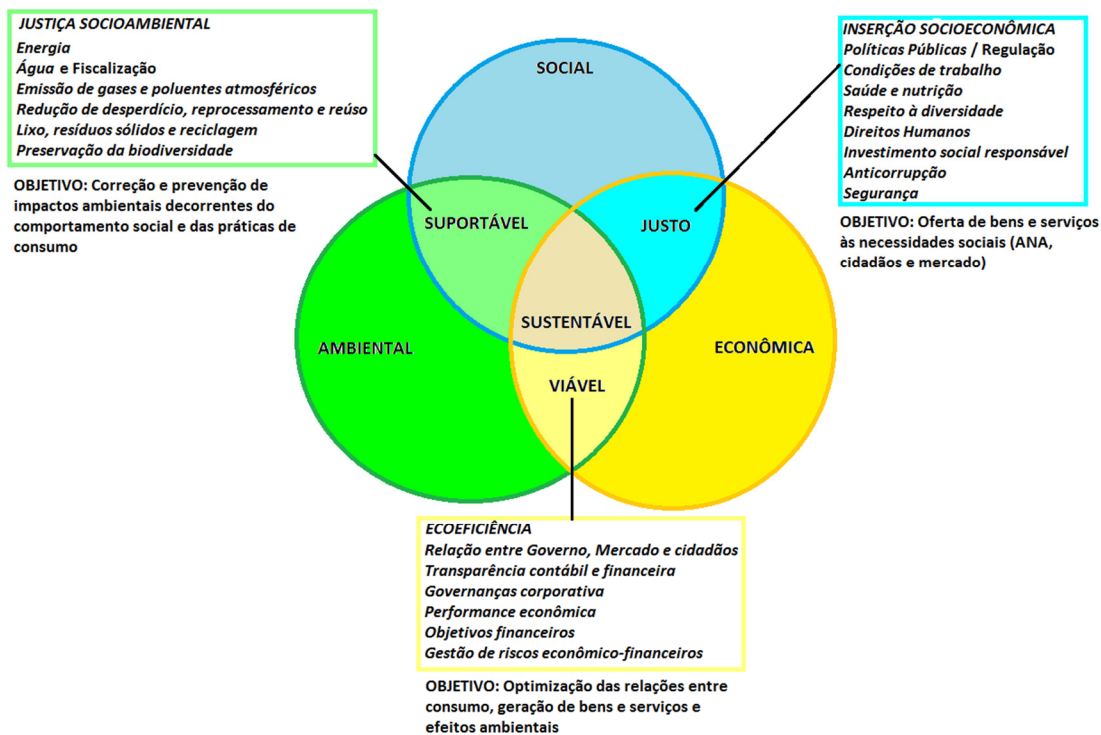 JUSTIÇA SOCIOAMBIENTAL
Energia
Água e Fiscalização
Emissão de gases e poluentes atmosféricos
Redução de desperdício, reprocessamento e reúso
Lixo, resíduos sólidos e reciclagem
Preservação da biodiversidade
OBJETIVO: Correção e prevenção de
impactos ambientais decorrentes do
comportamento social e das práticas de
consumo
SOCIAL
INSERÇÃO SOCIOECONÔMICA
Políticas Públicas / Regulação
Condições de trabalho
Saúde e nutrição
Respeito à diversidade
Direitos Humanos
Investimento social responsável
Anticorrupção
Segurança
OBJETIVO: Oferta de bens e serviços
às necessidades sociais (ANA,
cidadãos e mercado)
SUPORTÁVEL
JUSTO
SUSTENTÁVEL
AMBIENTAL
ECONÔMICA
VIÁVEL
ECOEFICIÊNCIA
Relação entre Governo, Mercado e cidadãos
Transparência contábil e financeira
Governanças corporativa
Performance econômica
Objetivos financeiros
Gestão de riscos econômico-financeiros
OBJETIVO: Optimização das relações entre
consumo, geração de bens e serviços e
efeitos ambientais